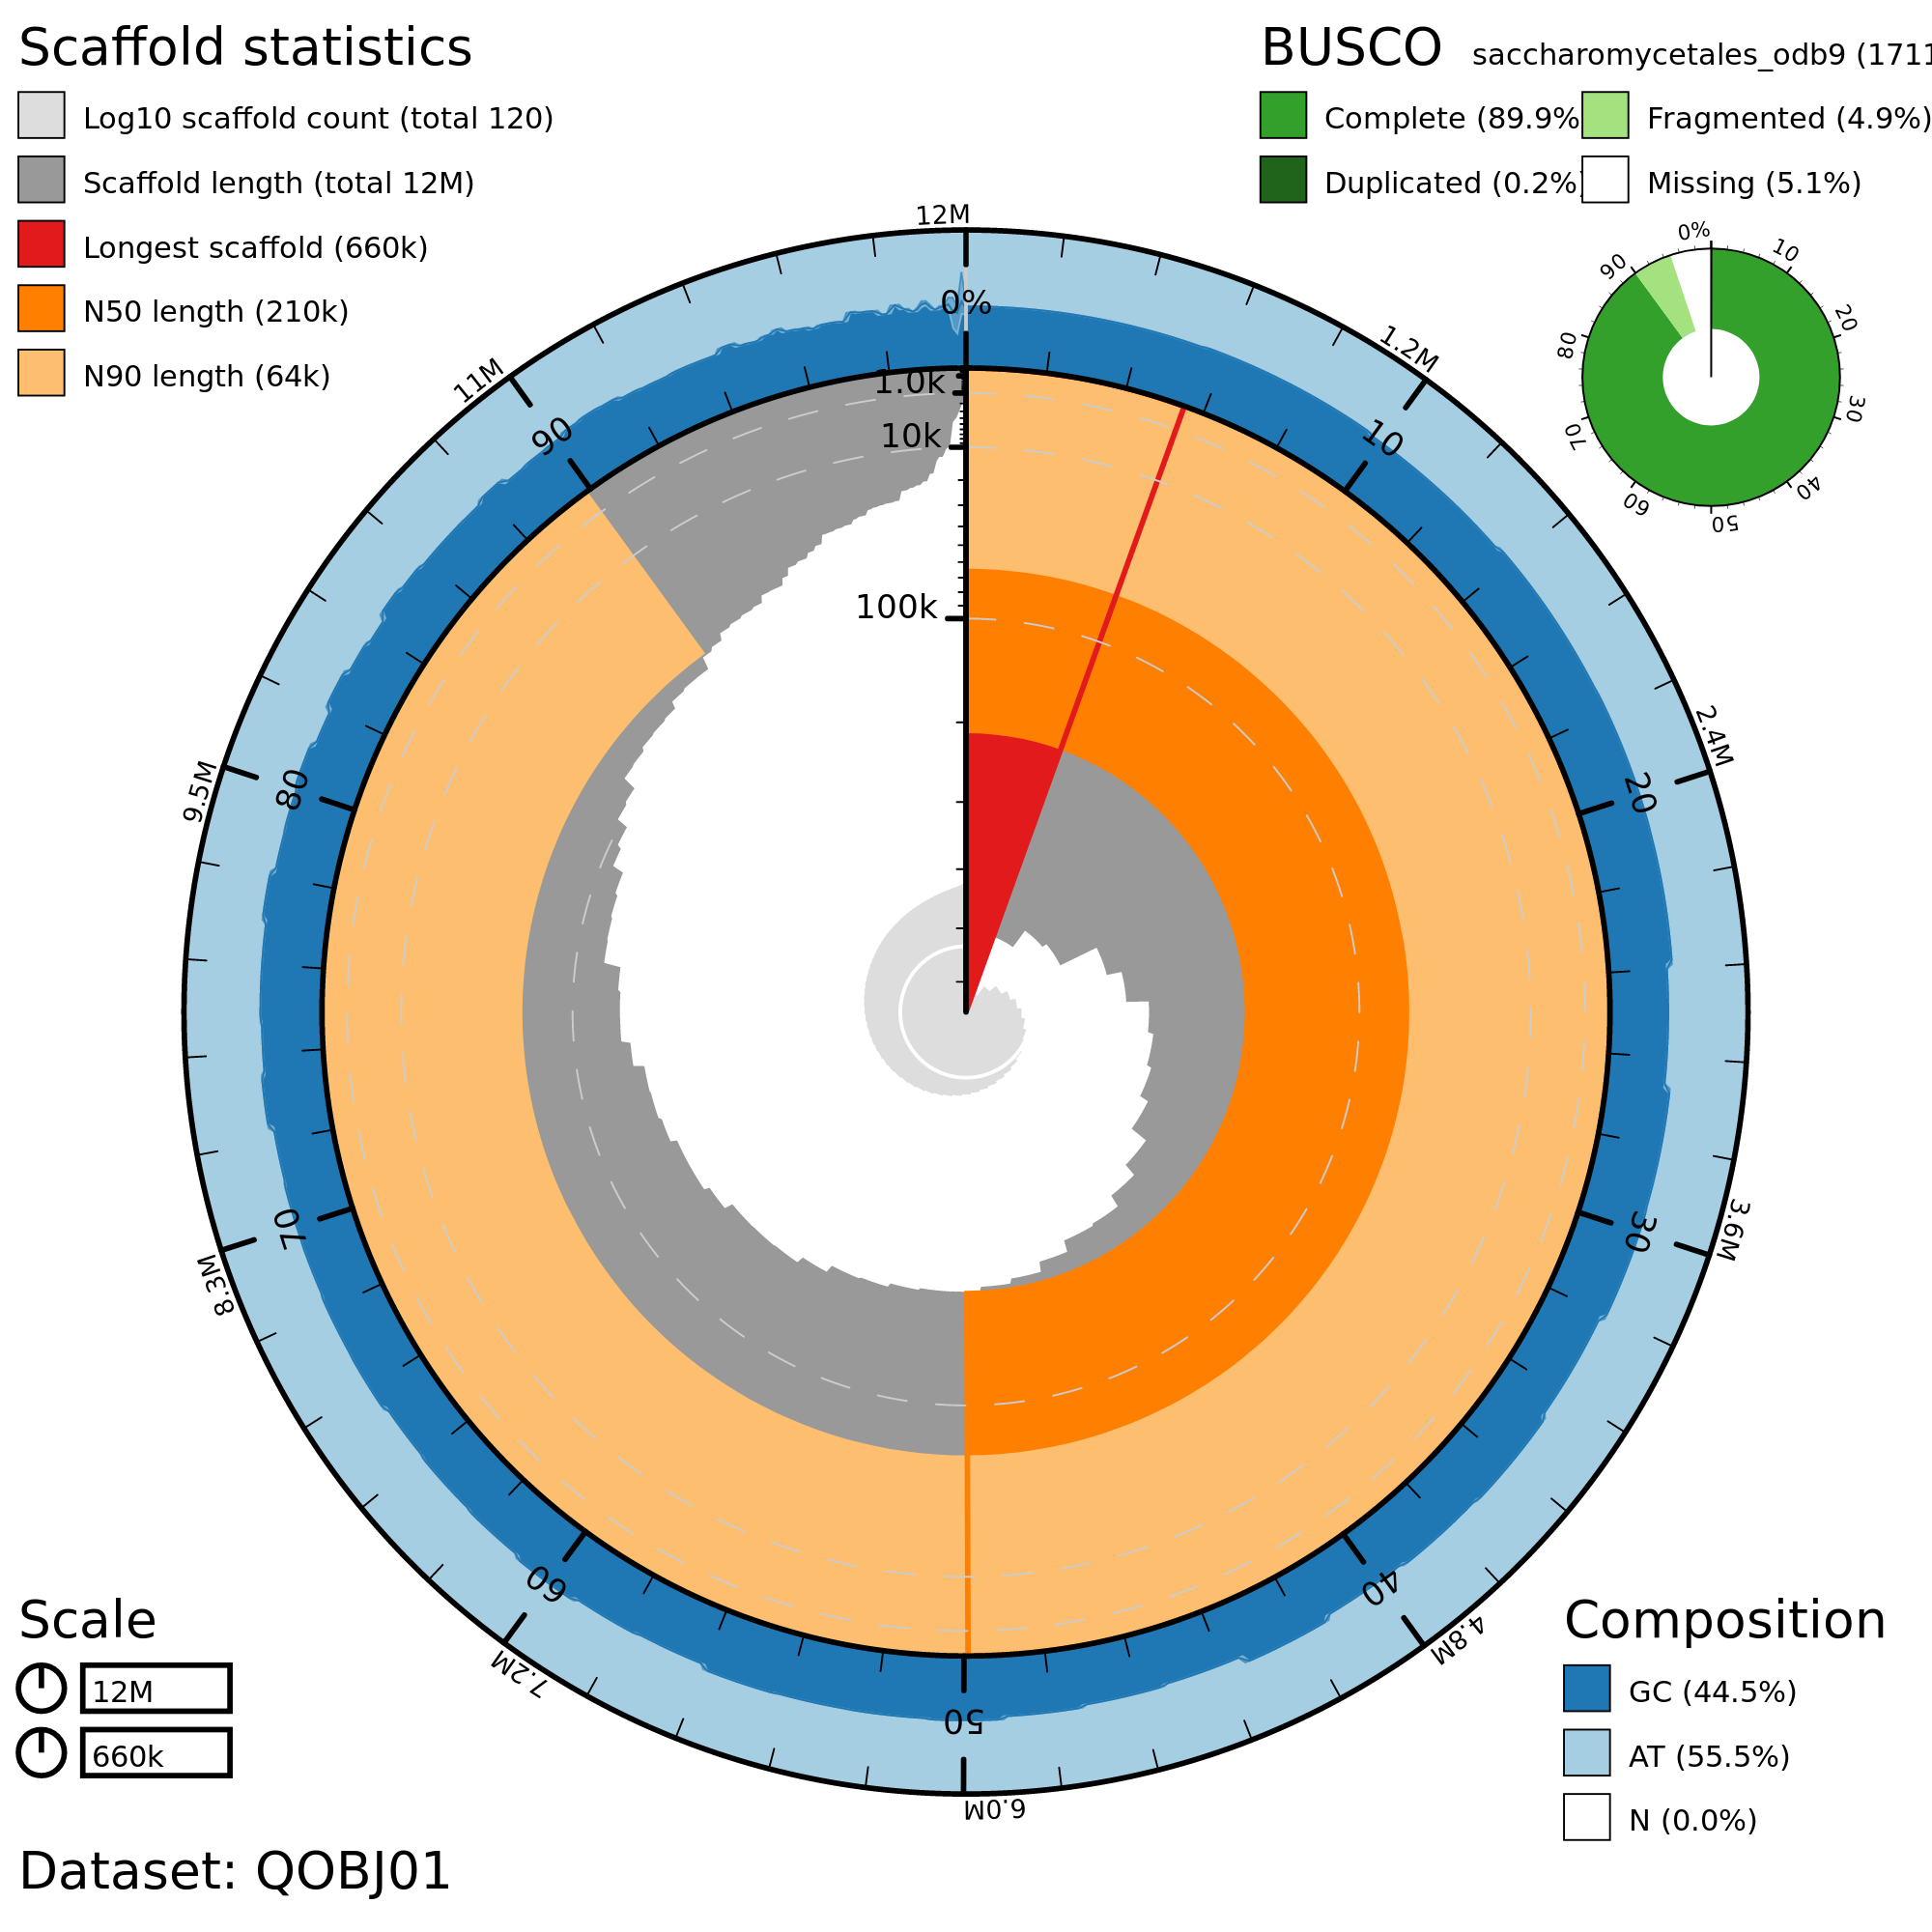 Scaffold statistics
Log10 scaffold count (total 120)
Scaffold length (total 12M)
Longest scaffold (660k)
N50 length (210k)
N90 length (64k)
BUSCO saccharomycetales_odb9 (1711
Complete (89.9%
Fragmented (4.9%)
Duplicated (0.2%)
Missing (5.1%)
0%
10
20
30
40
50
60
70
80
90
12M
1.2M
2.4M
3.6M
4.8M
6.0M
7.2M
8.3M
9.5M
11M
0%
10
20
30
40
50
60
70
80
90
1.0k
10k
100k
Scale
12M
660k
Composition
GC (44.5%)
AT (55.5%)
N (0.0%)
Dataset: QOBJ01